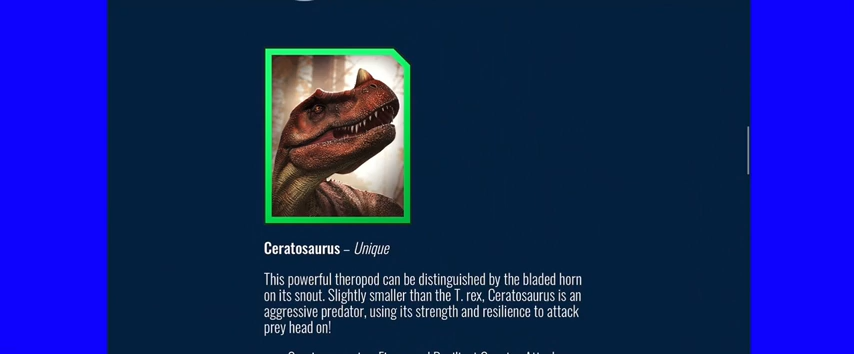 Ceratosaurus – Unique
This powerful theropod can be distinguished by the bladed horn
on its snout. Slightly smaller than the T. rex, Ceratosaurus is an
aggressive predator, using its strength and resilience to attack
prey head on!